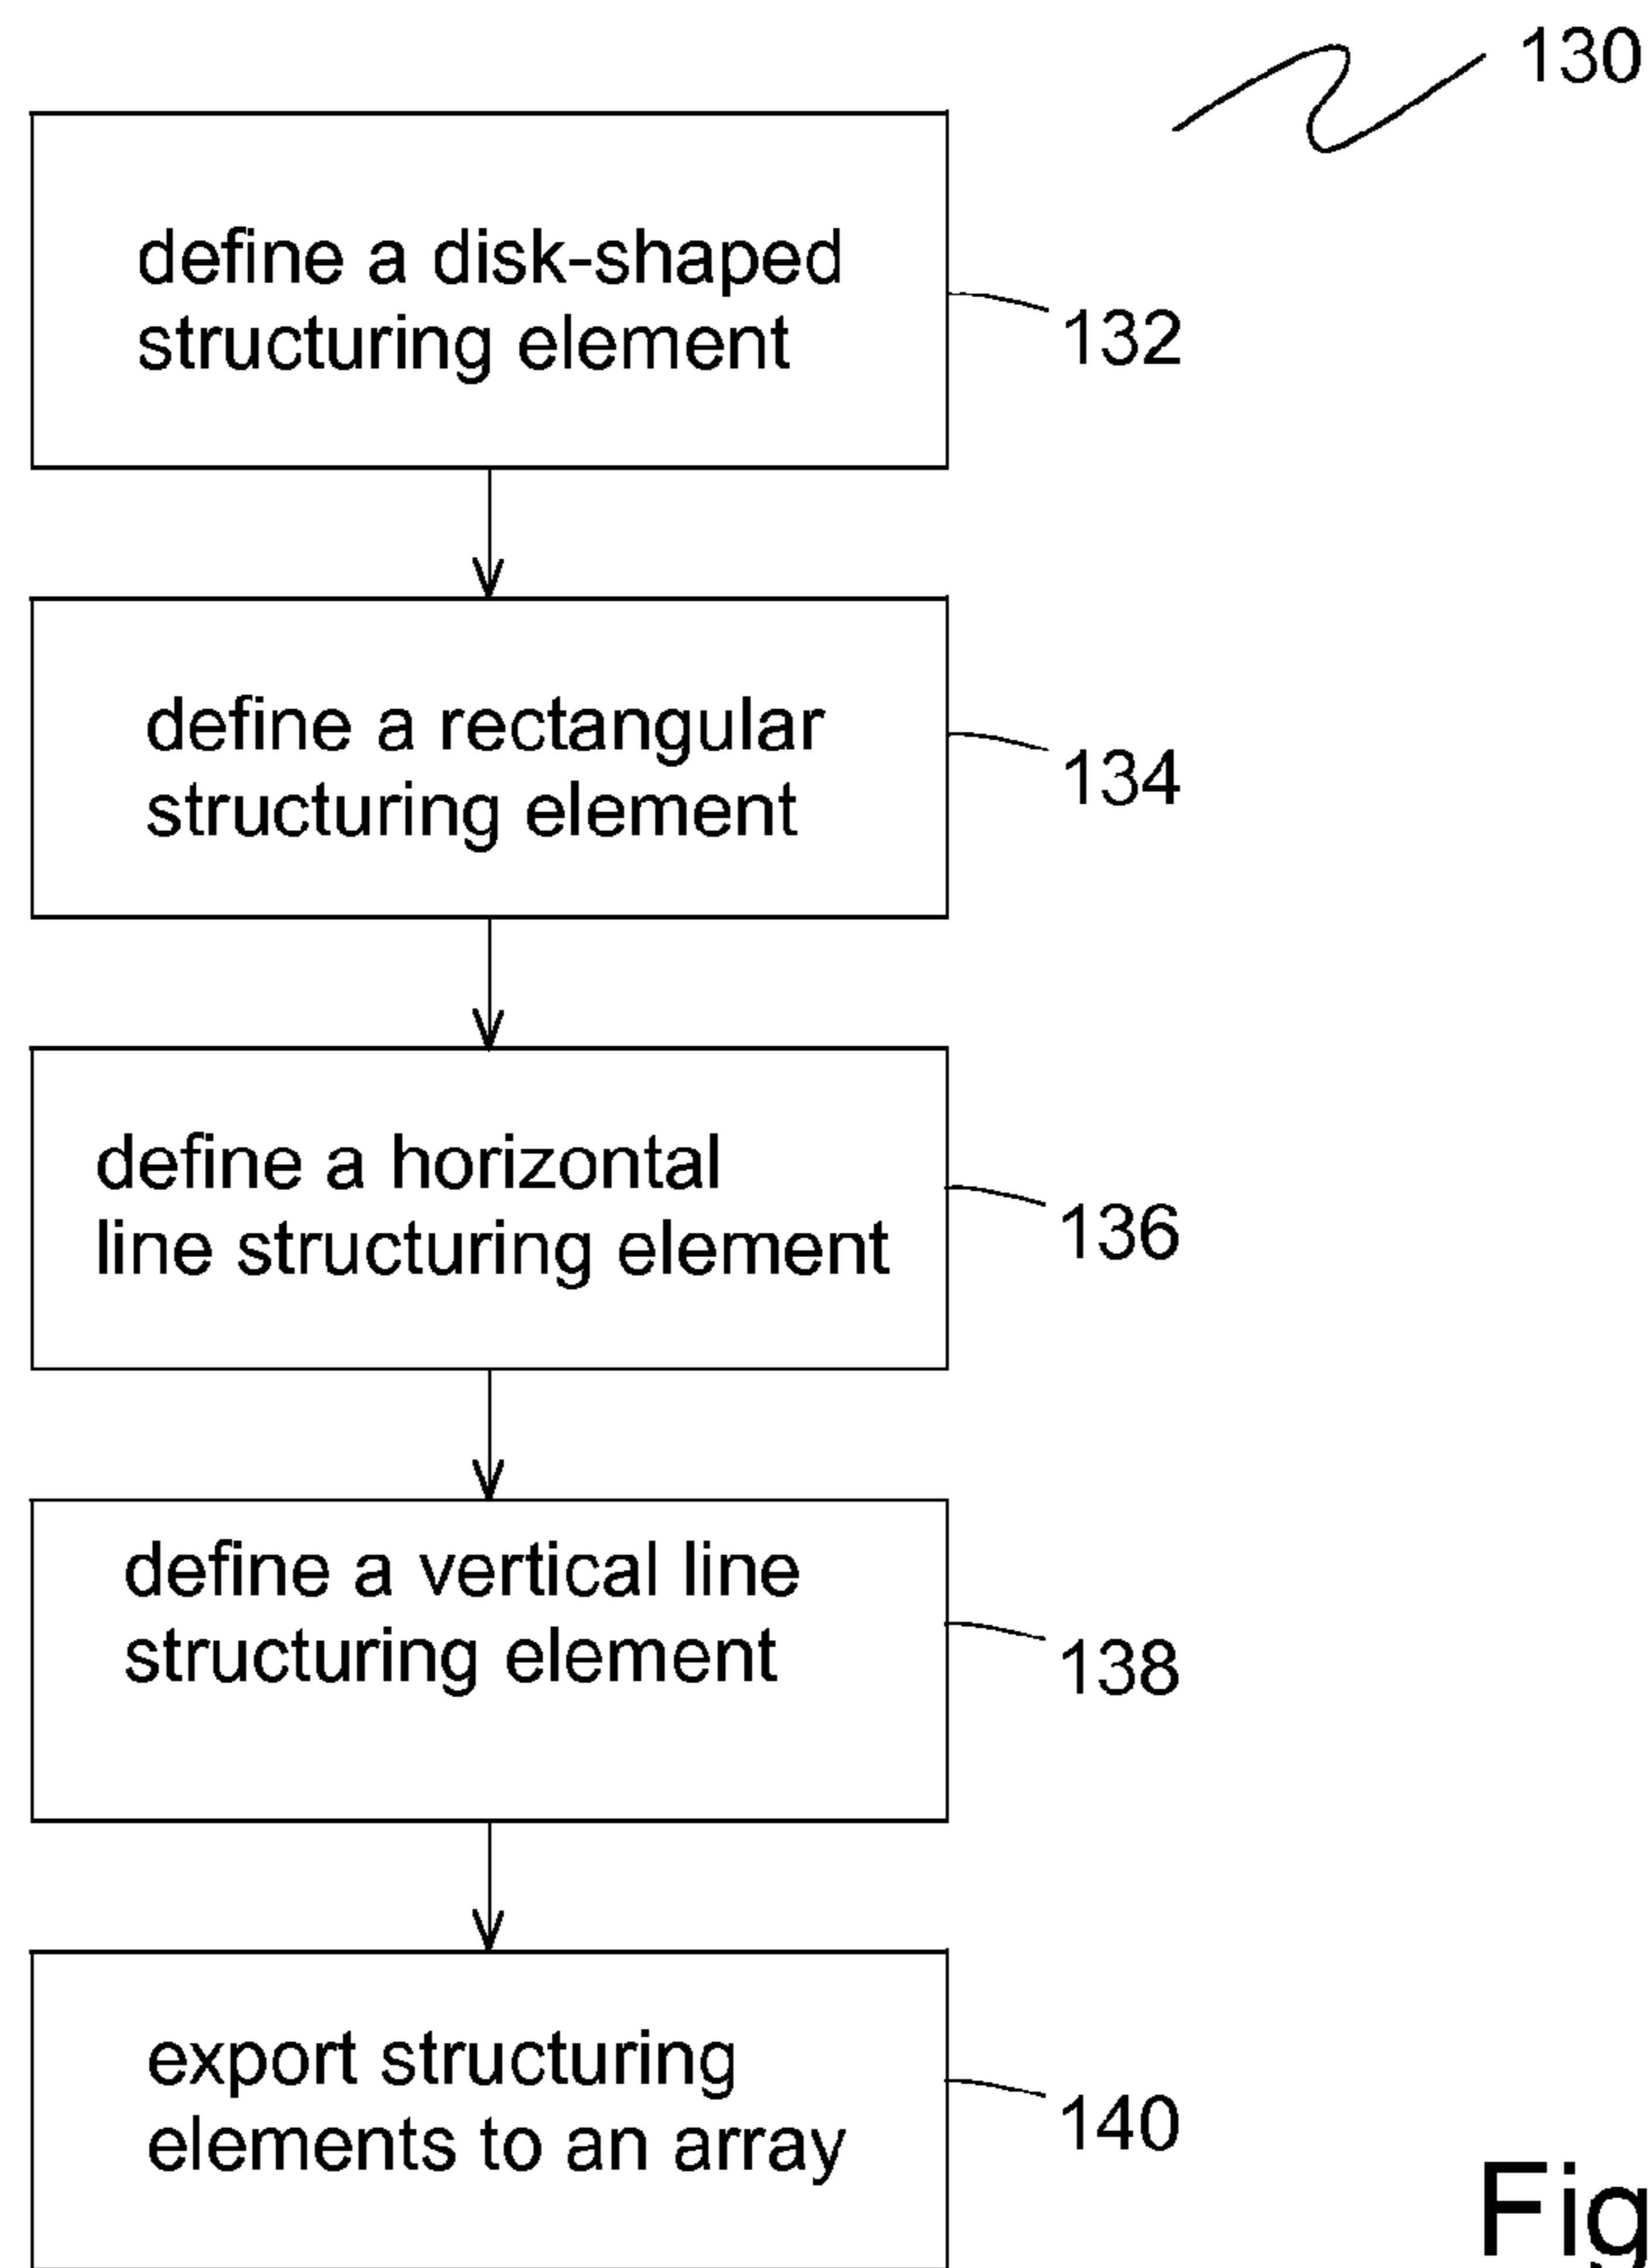 130
define a disk-shaped
structuring element
132
define a rectangular
structuring element
134
define a horizontal
line structuring element
136
define a vertical line
structuring element
138
export structuring
elements to an array
140
Fig